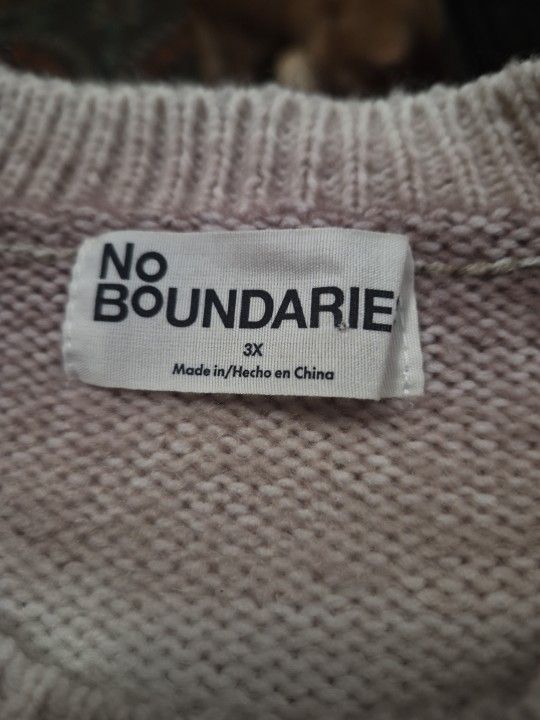 No
BoUNDARIE
3X
Made in/Hecho en China